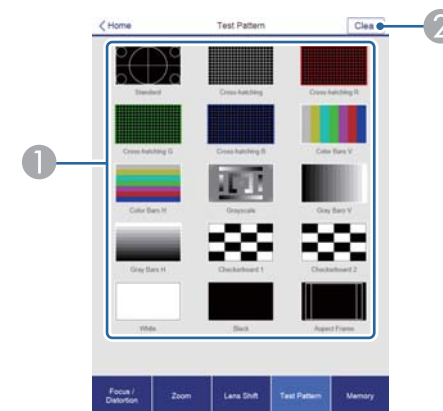 Home
Test Pattern
Clea
2
Standard
Cross-hatching
Cross-hatching R
1
Cross-hatching G
Cross-hatching B
Color Bars V
Color Bars H
Grayscale
Gray Bars V
Gray Bars H
Checkerboard 1
Checkerboard 2
White
Black
Aspect Frame
Focus /
Distortion
Zoom
Lens Shift
Test Pattern
Memory